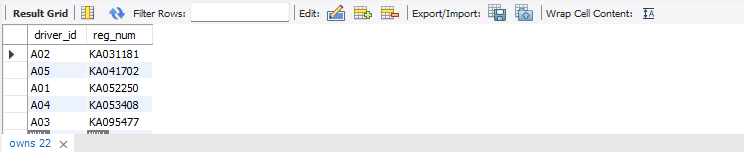 Result Grid Filter Rows: Edit: Export/Import: Wrap Cell Content: IA
driver_id reg_num
A02 KA031181
A05 KA041702
A01 KA052250
A04 KA053408
A03 KA095477
NULL NULL
owns 22 ×